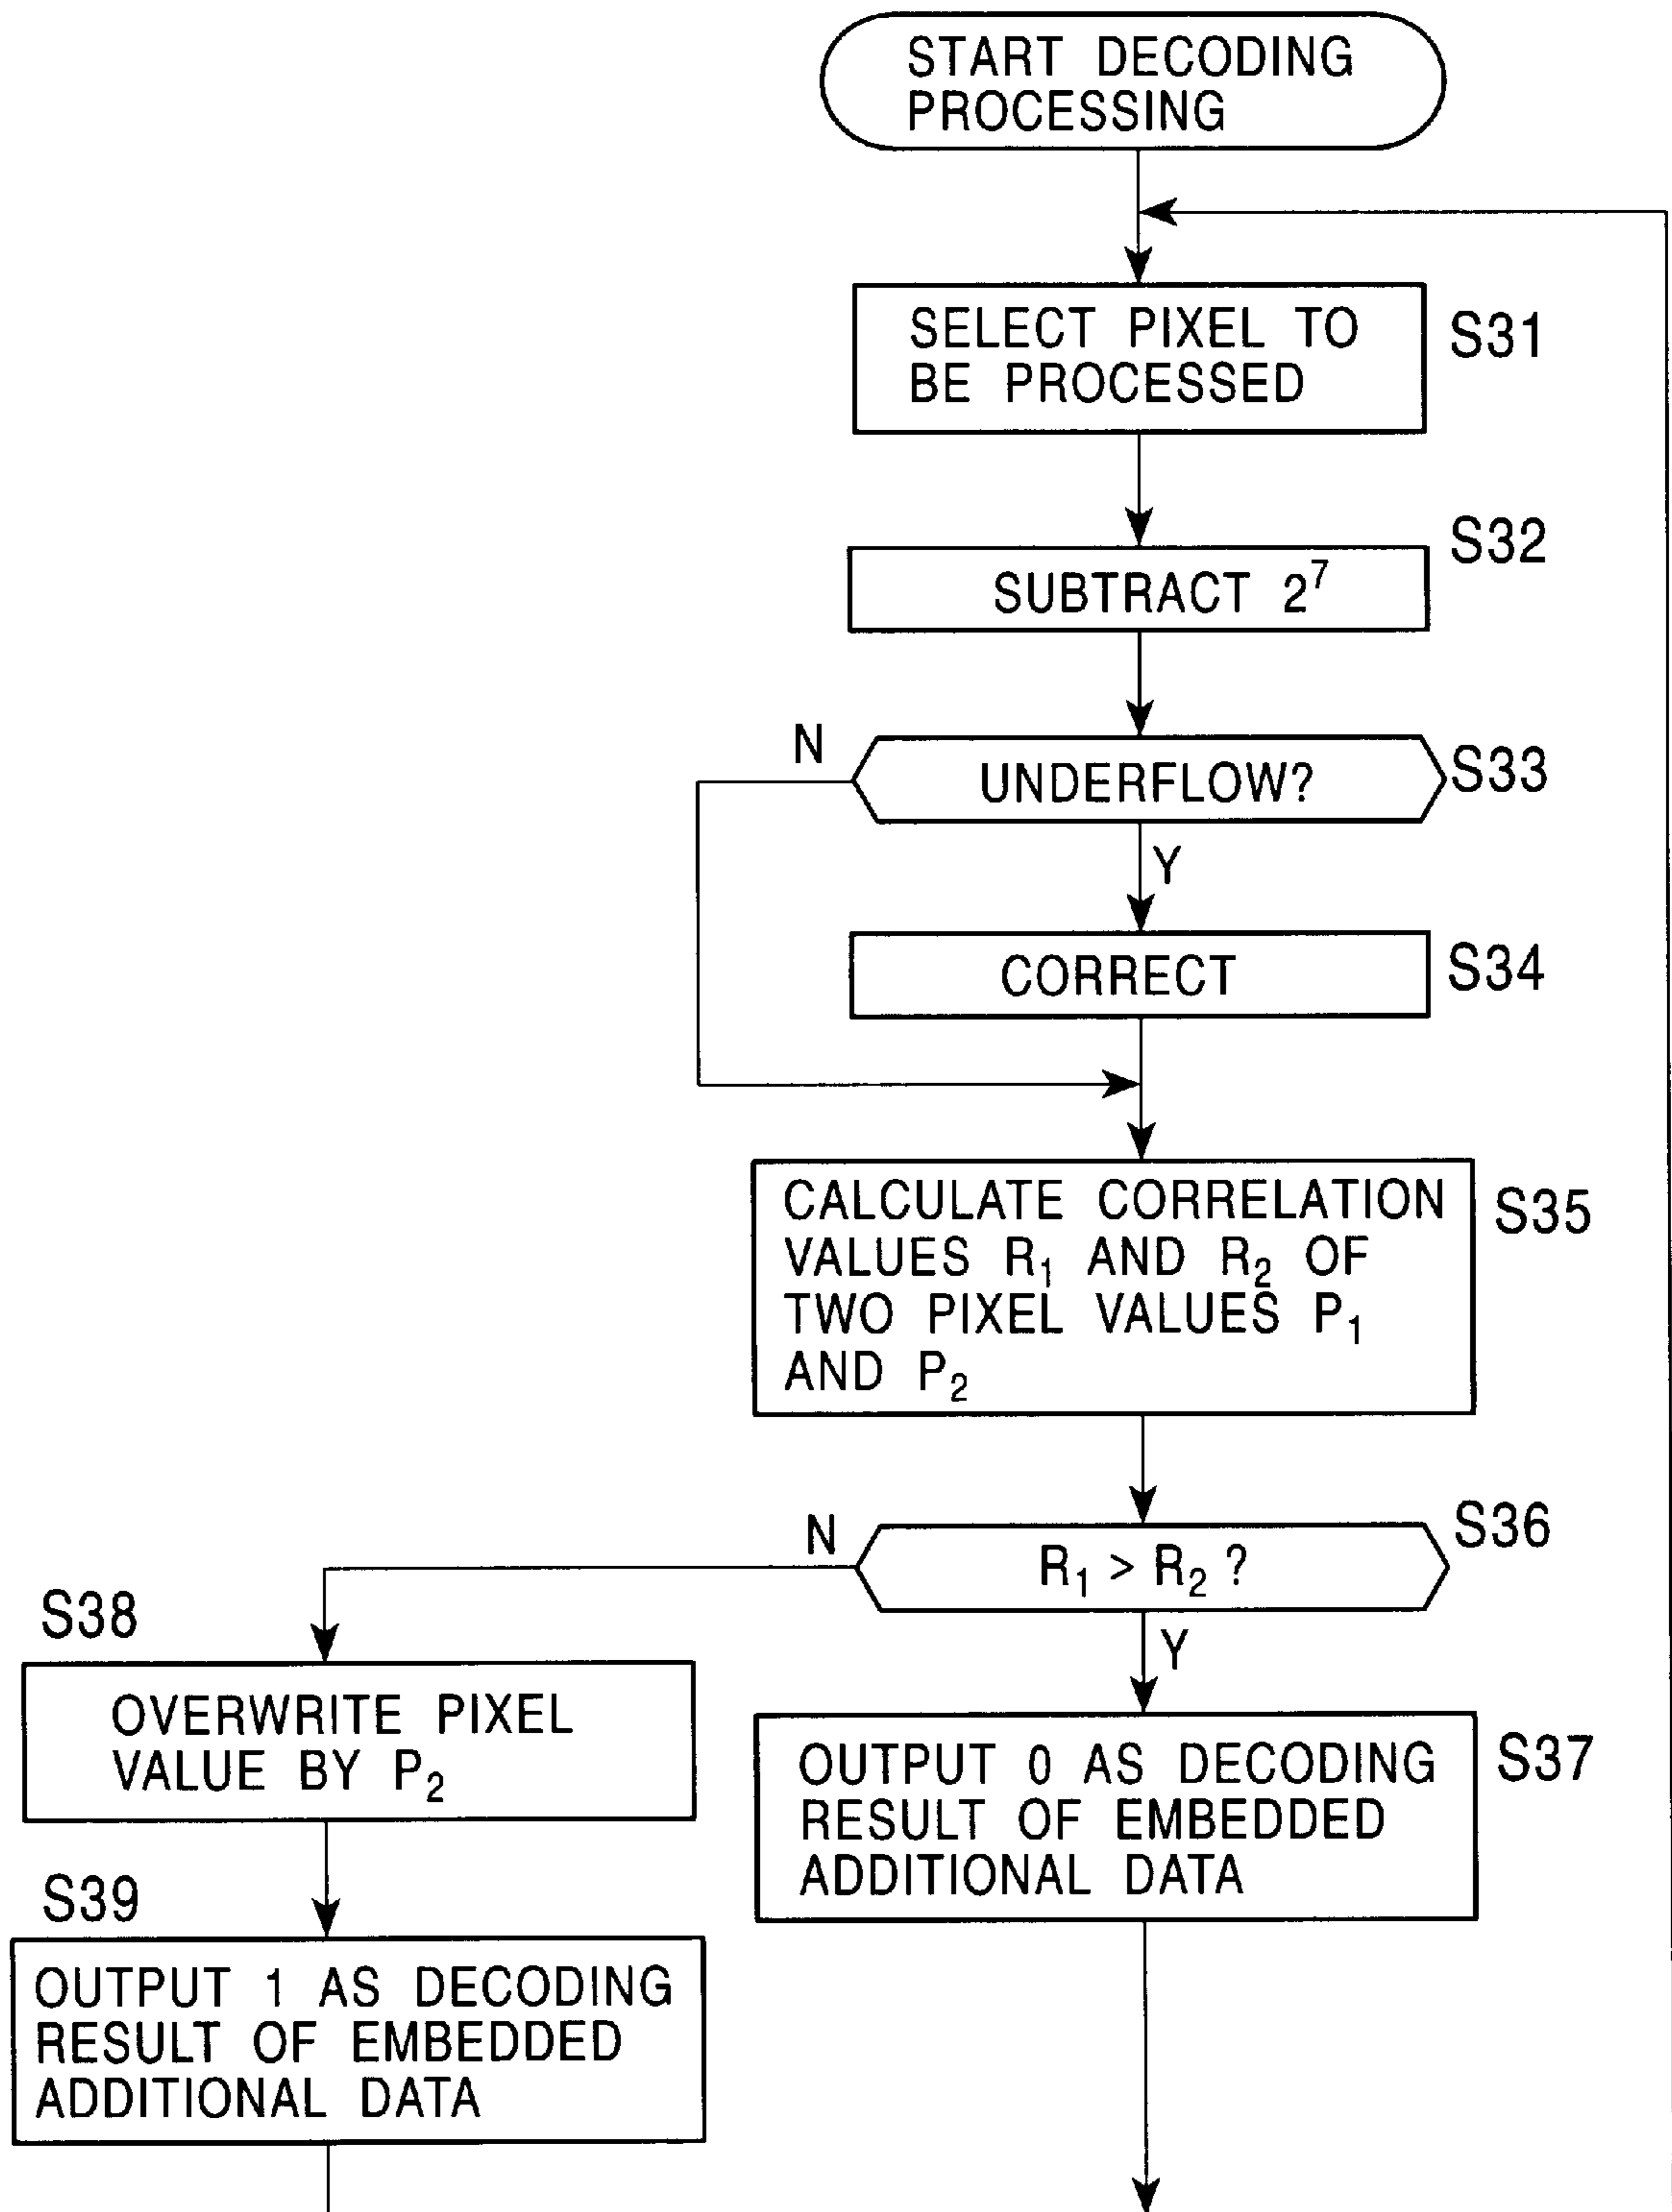 START DECODING
PROCESSING
SELECT PIXEL TO
BE PROCESSED
S31
S32
SUBTRACT 2⁷
N
UNDERFLOW?
S33
Y
CORRECT
S34
CALCULATE CORRELATION
VALUES R₁ AND R₂ OF
TWO PIXEL VALUES P₁
AND P₂
S35
N
R₁ > R₂ ?
S36
Y
S38
OVERWRITE PIXEL
VALUE BY P₂
OUTPUT 0 AS DECODING
RESULT OF EMBEDDED
ADDITIONAL DATA
S37
S39
OUTPUT 1 AS DECODING
RESULT OF EMBEDDED
ADDITIONAL DATA